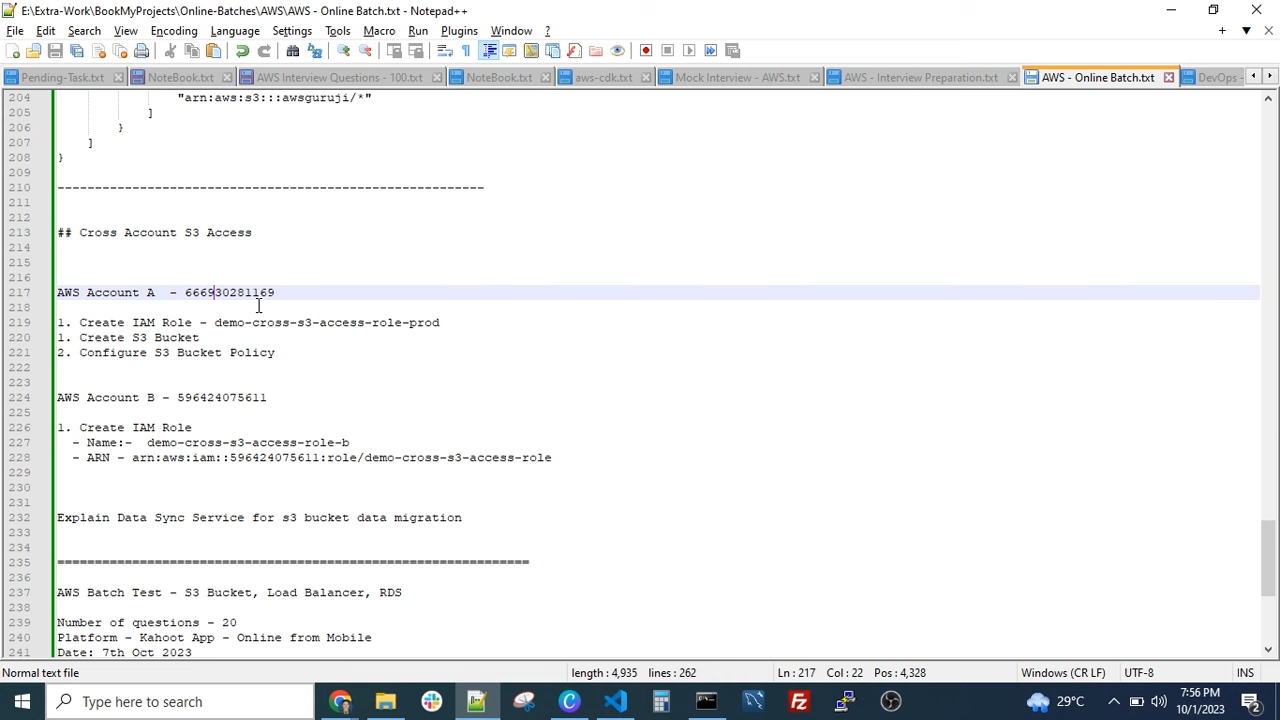 E:\Extra-Work\BookMyProjects\Online-Batches\AWS\AWS - Online Batch.txt - Notepad++
File Edit Search View Encoding Language Settings Tools Macro Run Plugins Window ?
Pending-Task.txt NoteBook.txt AWS Interview Questions - 100.txt NoteBook.txt aws-cdk.txt Mock Interview - AWS.txt AWS - Interview Preparation.txt AWS - Online Batch.txt DevOps -
204 "arn:aws:s3:::awsguruji/*"
205 ]
206 }
207 ]
208 }
209
210 ---------------------------------------------------------
211
212
213 ## Cross Account S3 Access
214
215
216
217 AWS Account A  - 666930281169
218
219 1. Create IAM Role - demo-cross-s3-access-role-prod
220 1. Create S3 Bucket
221 2. Configure S3 Bucket Policy
222
223
224 AWS Account B - 596424075611
225
226 1. Create IAM Role
227 - Name:-  demo-cross-s3-access-role-b
228 - ARN - arn:aws:iam::596424075611:role/demo-cross-s3-access-role
229
230
231
232 Explain Data Sync Service for s3 bucket data migration
233
234
235 ===============================================================
236
237 AWS Batch Test - S3 Bucket, Load Balancer, RDS
238
239 Number of questions - 20
240 Platform - Kahoot App - Online from Mobile
241 Date: 7th Oct 2023
Normal text file length : 4,935 lines : 262 Ln : 217 Col : 22 Pos : 4,328 Windows (CR LF) UTF-8 INS
Type here to search 29°C 7:56 PM
10/1/2023 2